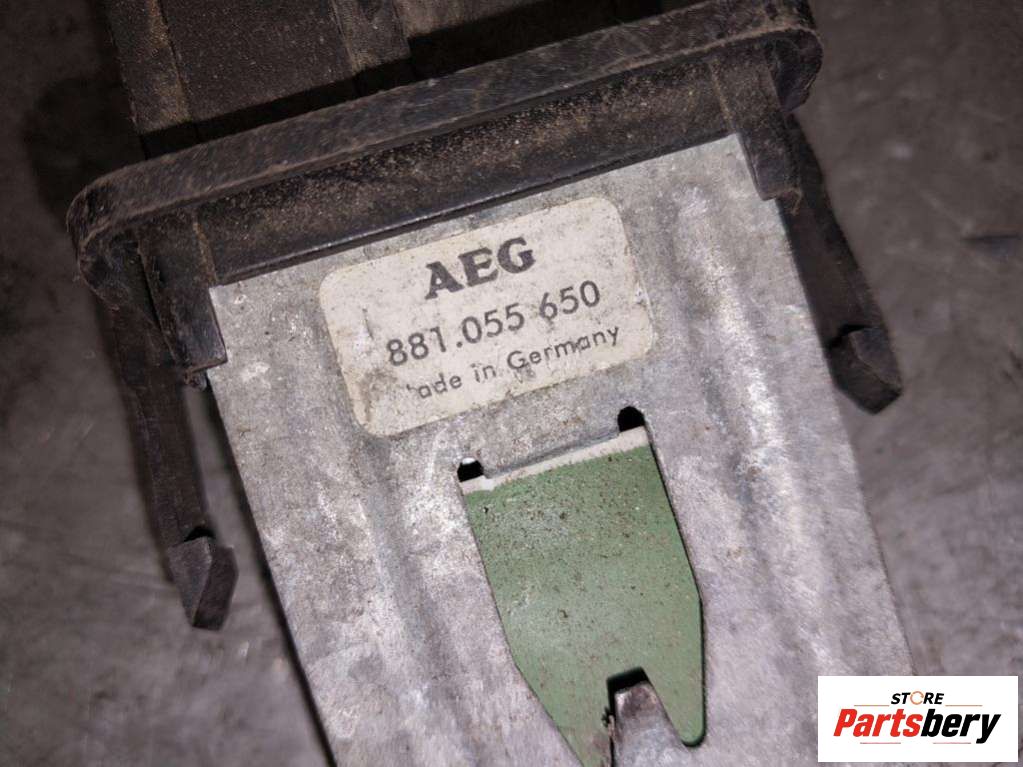 AEG
881.055 650
ade in Germany
STORE
Partsbery